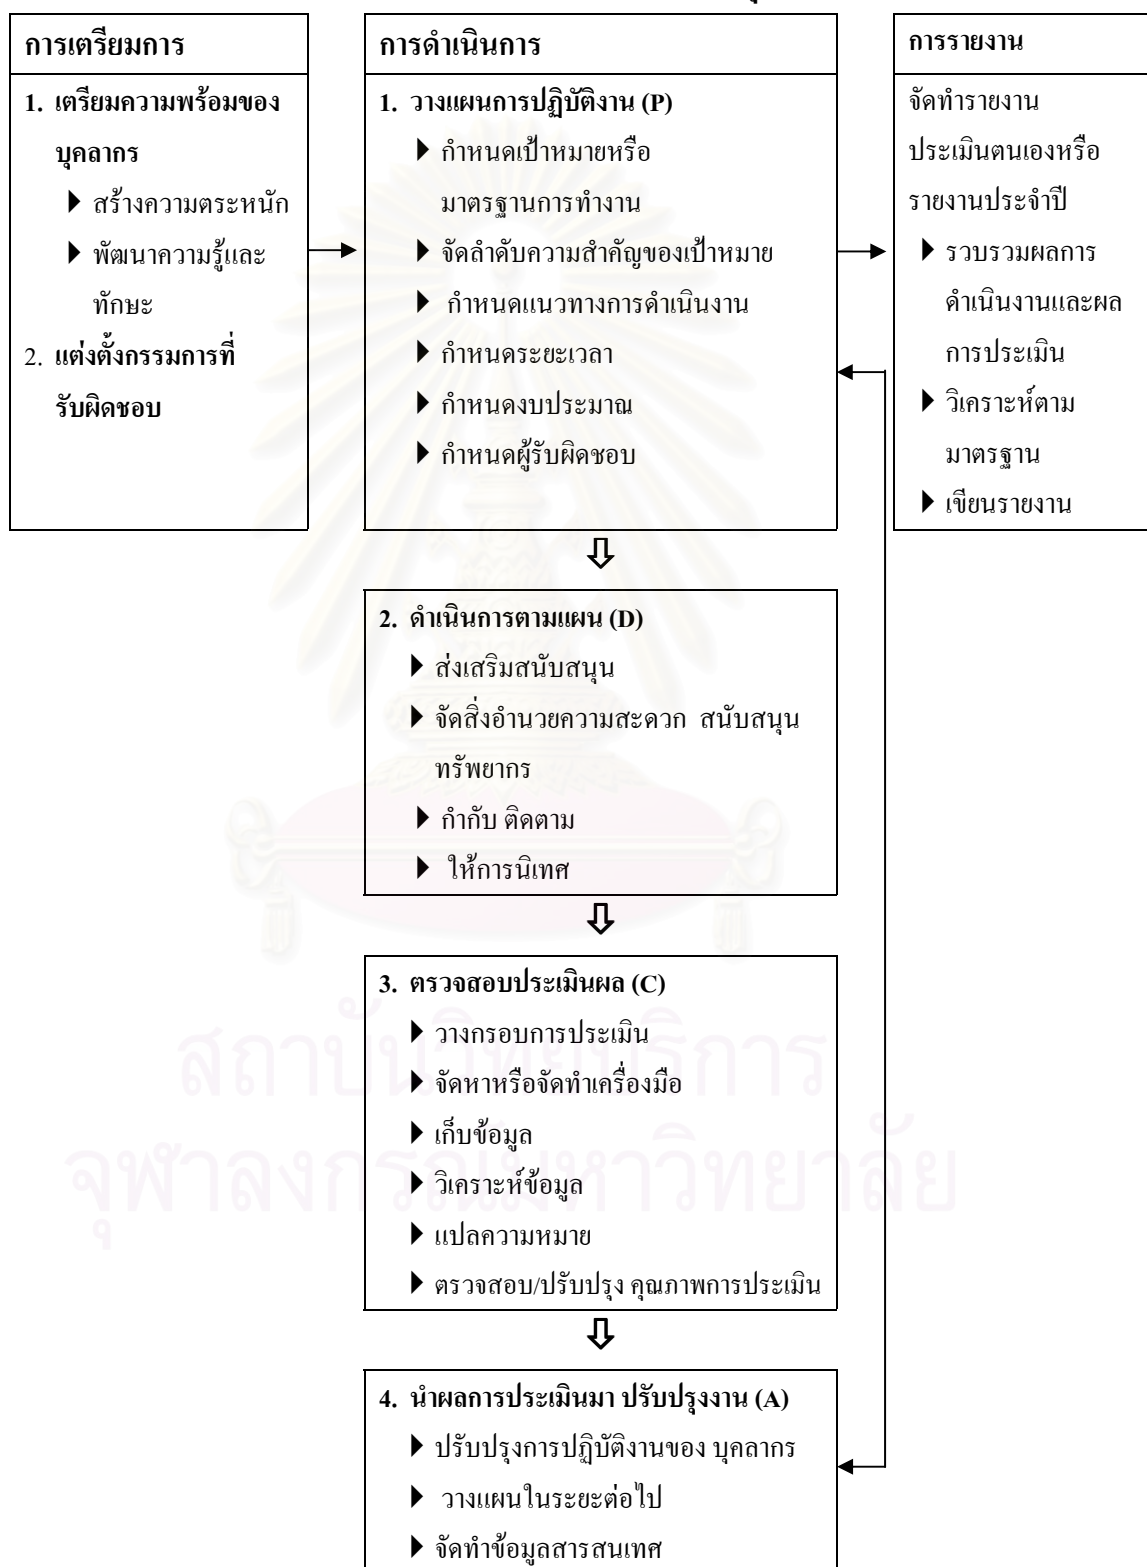 การเตรียมการ
1. เตรียมความพร้อมของ
บุคลากร
สร้างความตระหนัก
พัฒนาความรู้และ
ทักษะ
2. แต่งตั้งกรรมการที่
รับผิดชอบ
การดำเนินการ
1. วางแผนการปฏิบัติงาน (P)
กำหนดเป้าหมายหรือ
มาตรฐานการทำงาน
จัดลำดับความสำคัญของเป้าหมาย
กำหนดแนวทางการดำเนินงาน
กำหนดระยะเวลา
กำหนดงบประมาณ
กำหนดผู้รับผิดชอบ
2. ดำเนินการตามแผน (D)
ส่งเสริมสนับสนุน
จัดสิ่งอำนวยความสะดวก สนับสนุน
ทรัพยากร
กำกับ ติดตาม
ให้การนิเทศ
3. ตรวจสอบประเมินผล (C)
วางกรอบการประเมิน
จัดหาหรือจัดทำเครื่องมือ
เก็บข้อมูล
วิเคราะห์ข้อมูล
แปลความหมาย
ตรวจสอบ/ปรับปรุง คุณภาพการประเมิน
4. นำผลการประเมินมา ปรับปรุงงาน (A)
ปรับปรุงการปฏิบัติงานของ บุคลากร
วางแผนในระยะต่อไป
จัดทำข้อมูลสารสนเทศ
การรายงาน
จัดทำรายงาน
ประเมินตนเองหรือ
รายงานประจำปี
รวบรวมผลการ
ดำเนินงานและผล
การประเมิน
วิเคราะห์ตาม
มาตรฐาน
เขียนรายงาน
สถาบันวิทยบริการ
จุฬาลงกรณ์มหาวิทยาลัย